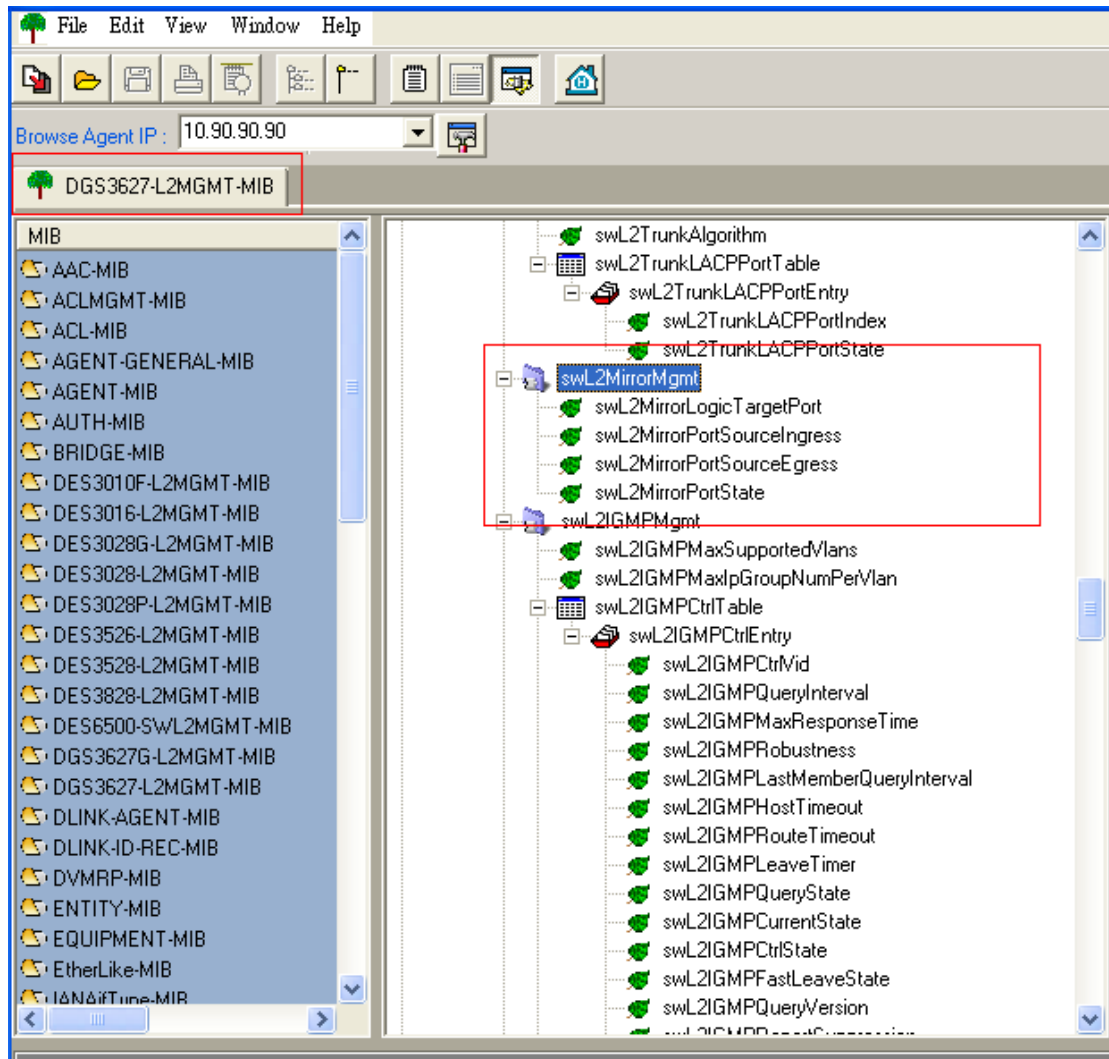 File Edit View Window Help
Browse Agent IP : 10.90.90.90
DGS3627-L2MGMT-MIB
MIB
AAC-MIB
ACLMGMT-MIB
ACL-MIB
AGENT-GENERAL-MIB
AGENT-MIB
AUTH-MIB
BRIDGE-MIB
DES3010F-L2MGMT-MIB
DES3016-L2MGMT-MIB
DES3028G-L2MGMT-MIB
DES3028-L2MGMT-MIB
DES3028P-L2MGMT-MIB
DES3526-L2MGMT-MIB
DES3528-L2MGMT-MIB
DES3828-L2MGMT-MIB
DES6500-SWL2MGMT-MIB
DGS3627G-L2MGMT-MIB
DGS3627-L2MGMT-MIB
DLINK-AGENT-MIB
DLINK-ID-REC-MIB
DVMRP-MIB
ENTITY-MIB
EQUIPMENT-MIB
EtherLike-MIB
IANAifType-MIB
swL2TrunkAlgorithm
swL2TrunkLACPPortTable
swL2TrunkLACPPortEntry
swL2TrunkLACPPortIndex
swL2TrunkLACPPortState
swL2MirrorMgmt
swL2MirrorLogicTargetPort
swL2MirrorPortSourceIngress
swL2MirrorPortSourceEgress
swL2MirrorPortState
swL2IGMPMgmt
swL2IGMPMaxSupportedVlans
swL2IGMPMaxIpGroupNumPerVlan
swL2IGMPCtrlTable
swL2IGMPCtrlEntry
swL2IGMPCtrlVid
swL2IGMPQueryInterval
swL2IGMPMaxResponseTime
swL2IGMPRobustness
swL2IGMPLastMemberQueryInterval
swL2IGMPHostTimeout
swL2IGMPRouteTimeout
swL2IGMPLeaveTimer
swL2IGMPQueryState
swL2IGMPCurrentState
swL2IGMPCtrlState
swL2IGMPFastLeaveState
swL2IGMPQueryVersion